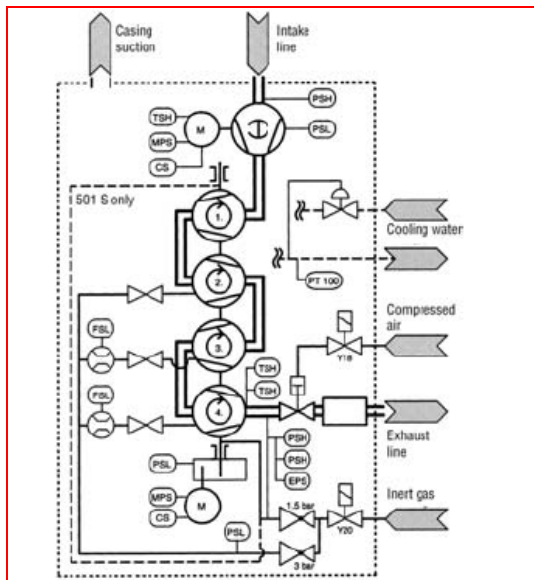 Casing
suction
Intake
line
PSH
TSH
M
MPS
PSL
CS
501 S only
1.
Cooling water
2.
PT 100
Compressed
air
FSL
3.
TSH
Y18
TSH
FSL
4.
PSH
Exhaust
line
PSL
PSH
MPS
EPS
Inert gas
M
CS
1.5 bar
PSL
Y20
3 bar